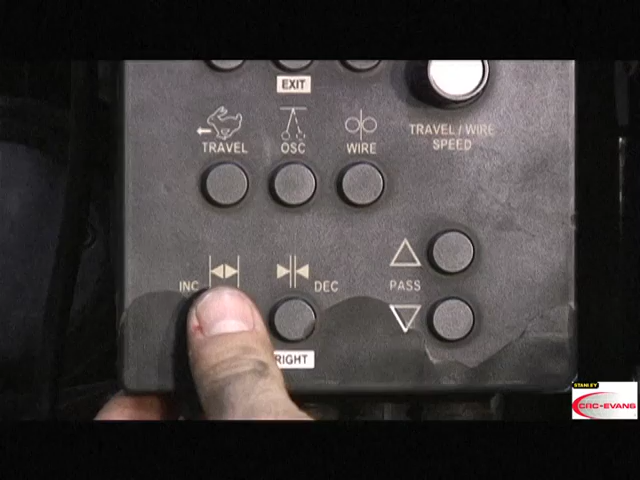 EXIT
TRAVEL
OSC
WIRE
TRAVEL / WIRE
SPEED
INC
DEC
PASS
RIGHT
STANLEY
CRC-EVANS